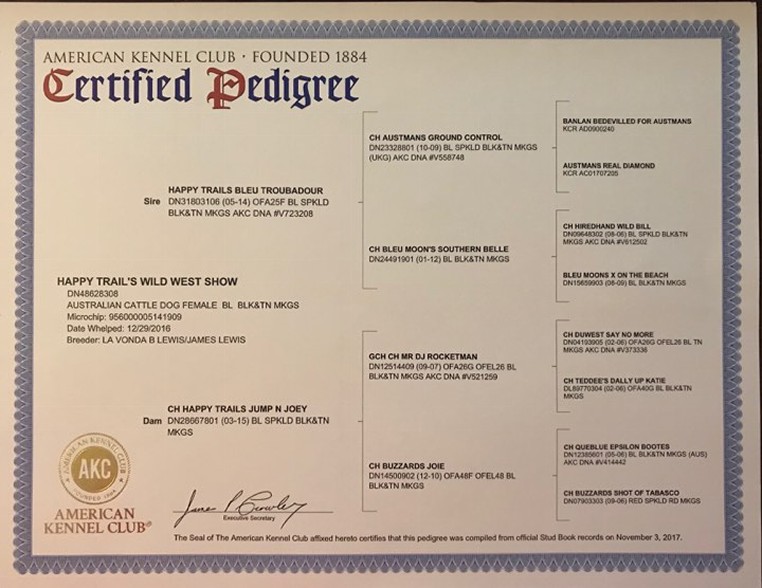 AMERICAN KENNEL CLUB · FOUNDED 1884
Certified Pedigree
HAPPY TRAIL'S WILD WEST SHOW
DN48628308
AUSTRALIAN CATTLE DOG FEMALE BL BLK&TN MKGS
Microchip: 956000005141909
Date Whelped: 12/29/2016
Breeder: LA VONDA B LEWIS/JAMES LEWIS
HAPPY TRAILS BLEU TROUBADOUR
Sire DN31803106 (05-14) OFA25F BL SPKLD
BLK&TN MKGS AKC DNA #V723208
CH HAPPY TRAILS JUMP N JOEY
Dam DN28667801 (03-15) BL SPKLD BLK&TN
MKGS
CH AUSTMANS GROUND CONTROL
DN23328801 (10-09) BL SPKLD BLK&TN MKGS
(UKG) AKC DNA #V558748
CH BLEU MOON'S SOUTHERN BELLE
DN24491901 (01-12) BL BLK&TN MKGS
GCH CH MR DJ ROCKETMAN
DN12514409 (09-07) OFA26G OFEL26 BL
BLK&TN MKGS AKC DNA #V521259
CH BUZZARDS JOIE
DN14500902 (12-10) OFA48F OFEL48 BL
BLK&TN MKGS
BANLAN BEDEVILLED FOR AUSTMANS
KCR AD0900240
AUSTMANS REAL DIAMOND
KCR AC01707205
CH HIREDHAND WILD BILL
DN09648302 (08-06) BL SPKLD BLK&TN
MKGS AKC DNA #V612502
BLEU MOONS X ON THE BEACH
DN15659903 (06-09) BL BLK&TN MKGS
CH DUWEST SAY NO MORE
DN04193905 (02-06) OFA26G OFEL26 BL TN
MKGS AKC DNA #V373336
CH TEDDEE'S DALLY UP KATIE
DL89770304 (02-06) OFA40G BL BLK&TN
MKGS
CH QUEBLUE EPSILON BOOTES
DN12385601 (05-06) BL BLK&TN MKGS (AUS)
AKC DNA #V414442
CH BUZZARDS SHOT OF TABASCO
DN07903303 (09-06) RED SPKLD RD MKGS
AMERICAN KENNEL CLUB
AKC
FOUNDED 1884
AMERICAN
KENNEL CLUB®
Executive Secretary
The Seal of The American Kennel Club affixed hereto certifies that this pedigree was compiled from official Stud Book records on November 3, 2017.